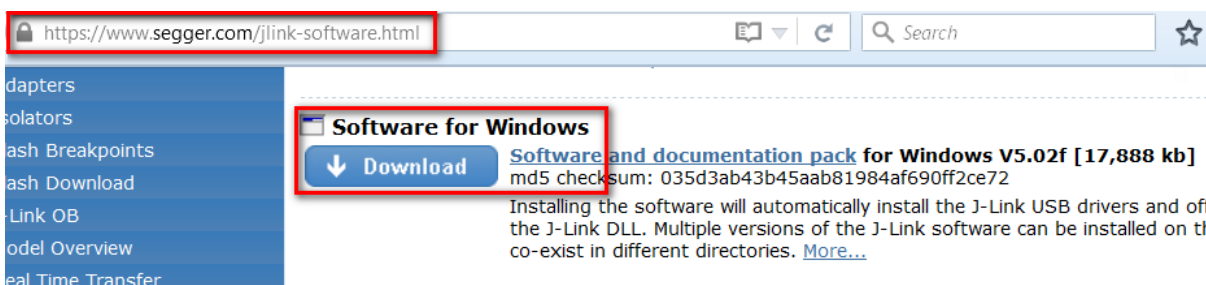 https://www.segger.com/jlink-software.html
Search
dapters
solators
ash Breakpoints
ash Download
-Link OB
odel Overview
eal Time Transfer
Software for Windows
Download
Software and documentation pack for Windows V5.02f [17,888 kb]
md5 checksum: 035d3ab43b45aab81984af690ff2ce72
Installing the software will automatically install the J-Link USB drivers and of
the J-Link DLL. Multiple versions of the J-Link software can be installed on th
co-exist in different directories. More...